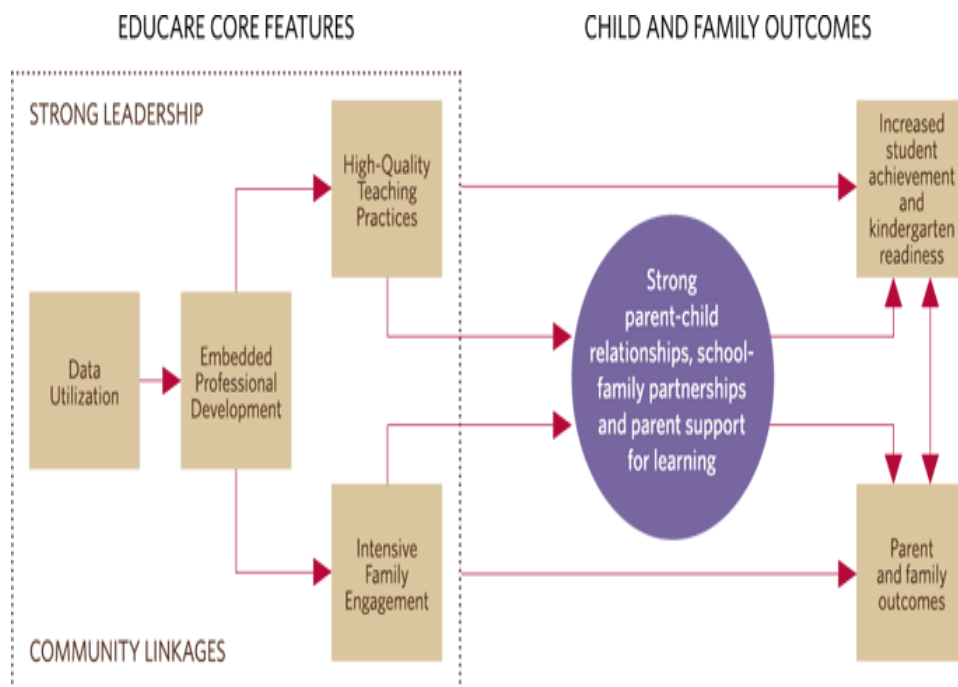 EDUCARE CORE FEATURES
CHILD AND FAMILY OUTCOMES
STRONG LEADERSHIP
High-Quality
Teaching
Practices
Increased
student
achievement
and
kindergarten
readiness
Strong
parent-child
relationships, school-
family partnerships
and parent support
for learning
Data
Utilization
Embedded
Professional
Development
Intensive
Family
Engagement
Parent
and family
outcomes
COMMUNITY LINKAGES